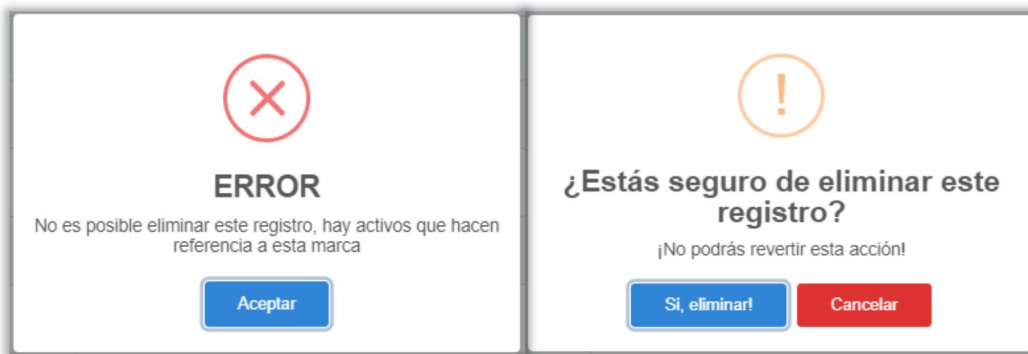 ERROR
No es posible eliminar este registro, hay activos que hacen
referencia a esta marca
Aceptar
¿Estás seguro de eliminar este
registro?
¡No podrás revertir esta acción!
Si, eliminar!
Cancelar